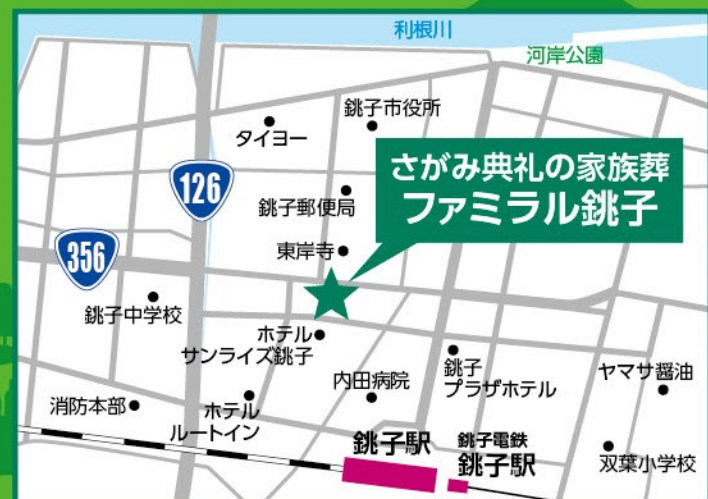 利根川
河岸公園
銚子市役所
タイヨー
126
さがみ典礼の家族葬
ファミラル銚子
銚子郵便局
東岸寺
356
銚子中学校
ホテル
サンライズ銚子
銚子
プラザホテル
内田病院
ヤマサ醤油
消防本部
ホテル
ルートイン
銚子駅
銚子電鉄
銚子駅
双葉小学校